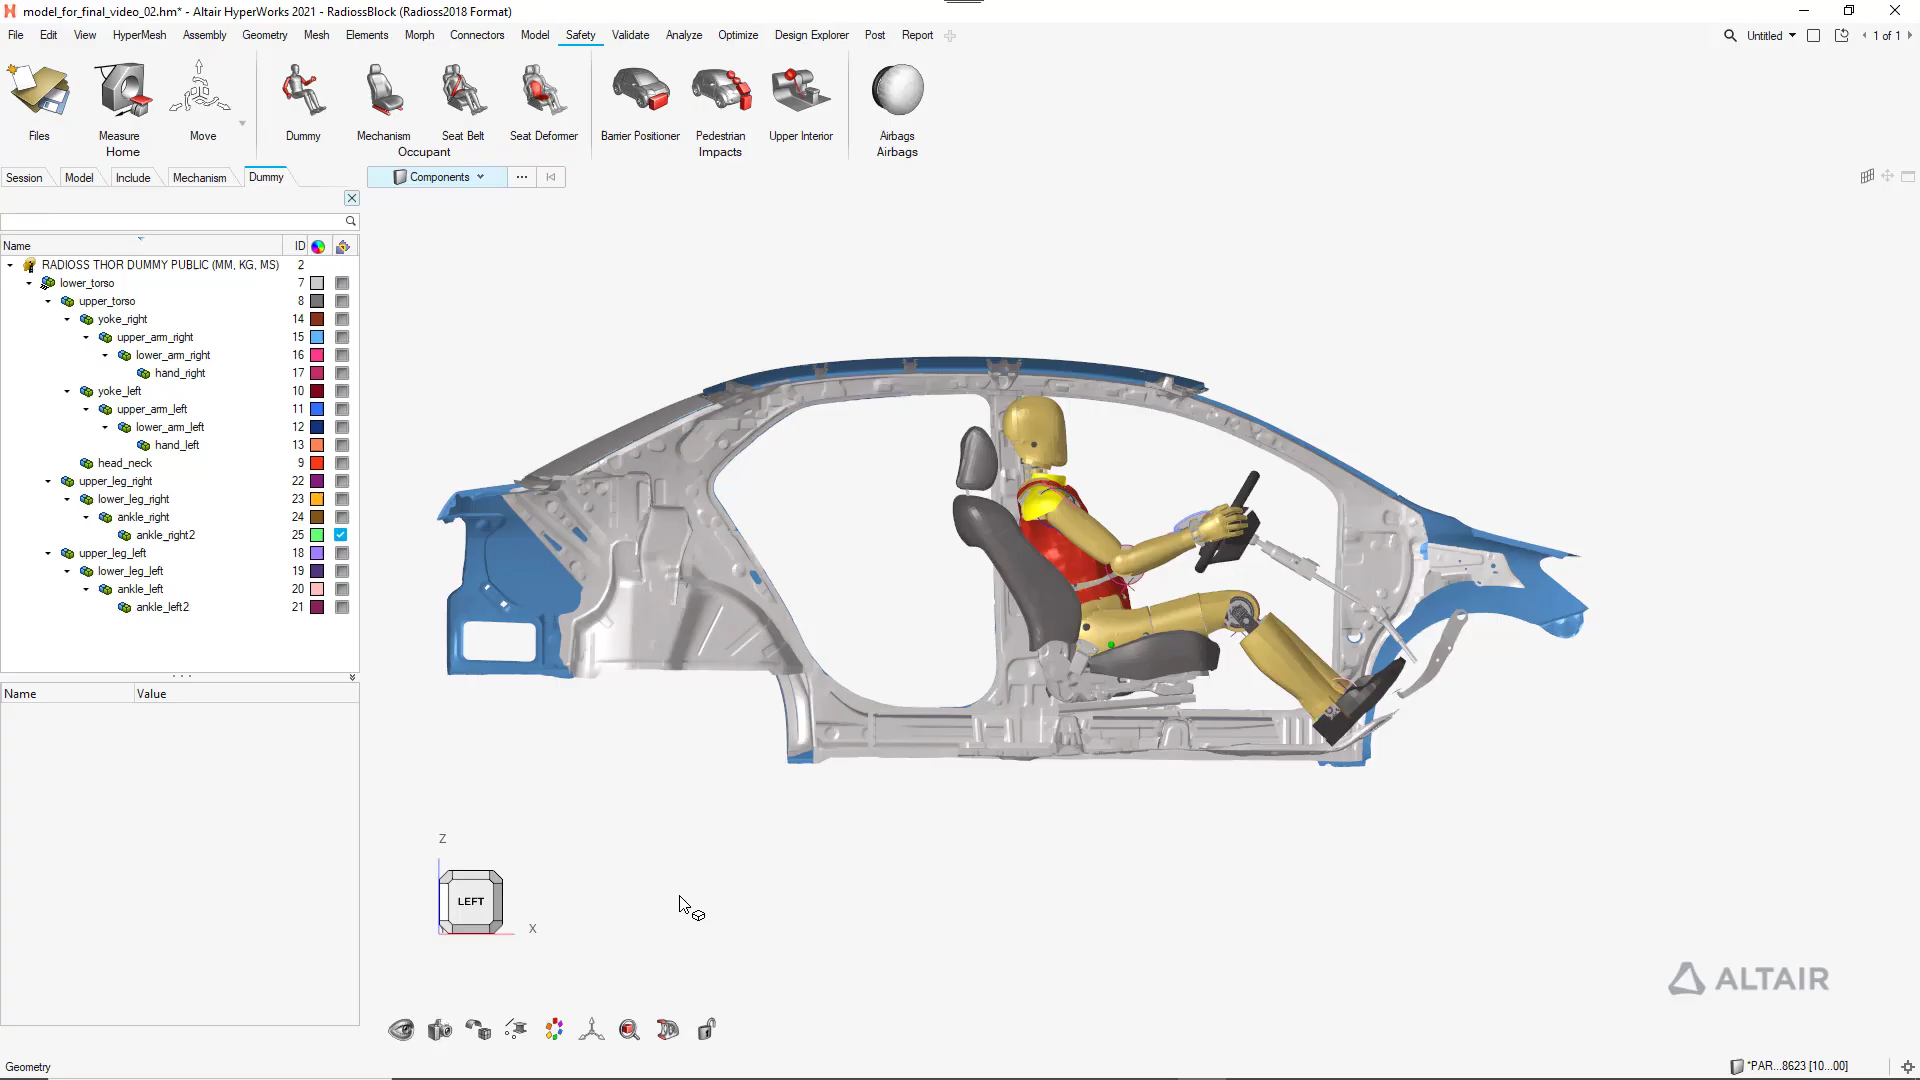 model_for_final_video_02.hm* - Altair HyperWorks 2021 - RadiossBlock (Radioss2018 Format)
File Edit View HyperMesh Assembly Geometry Mesh Elements Morph Connectors Model Safety Validate Analyze Optimize Design Explorer Post Report Untitled 1 of 1
Files Measure Move Dummy Mechanism Seat Belt Seat Deformer Barrier Positioner Pedestrian Upper Interior Airbags
Home Occupant Impacts Airbags
Session Model Include Mechanism Dummy Components
Name ID
RADIOSS THOR DUMMY PUBLIC (MM, KG, MS) 2
lower_torso 7
upper_torso 8
yoke_right 14
upper_arm_right 15
lower_arm_right 16
hand_right 17
yoke_left 10
upper_arm_left 11
lower_arm_left 12
hand_left 13
head_neck 9
upper_leg_right 22
lower_leg_right 23
ankle_right 24
ankle_right2 25
upper_leg_left 18
lower_leg_left 19
ankle_left 20
ankle_left2 21
Name Value
Z
LEFT
X
ALTAIR
Geometry *PAR...8623 [10...00]